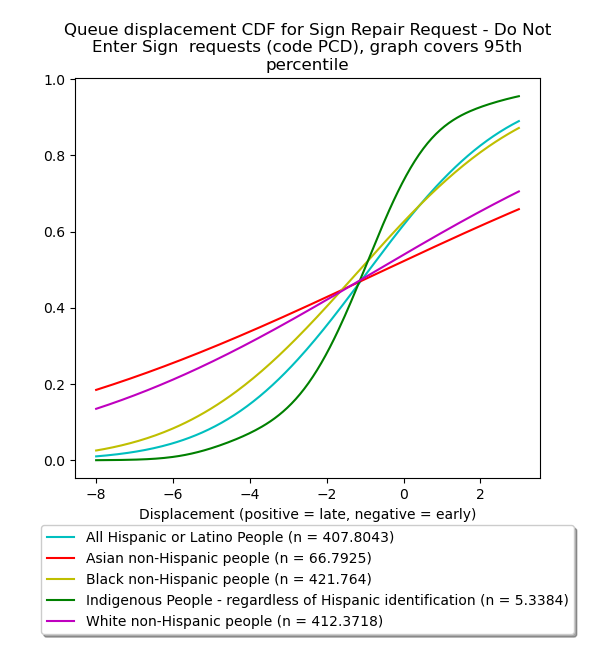 Queue displacement CDF for Sign Repair Request - Do Not
Enter Sign  requests (code PCD), graph covers 95th
percentile
1.0
0.8
0.6
0.4
0.2
0.0
−8
−6
−4
−2
0
2
Displacement (positive = late, negative = early)
All Hispanic or Latino People (n = 407.8043)
Asian non-Hispanic people (n = 66.7925)
Black non-Hispanic people (n = 421.764)
Indigenous People - regardless of Hispanic identification (n = 5.3384)
White non-Hispanic people (n = 412.3718)